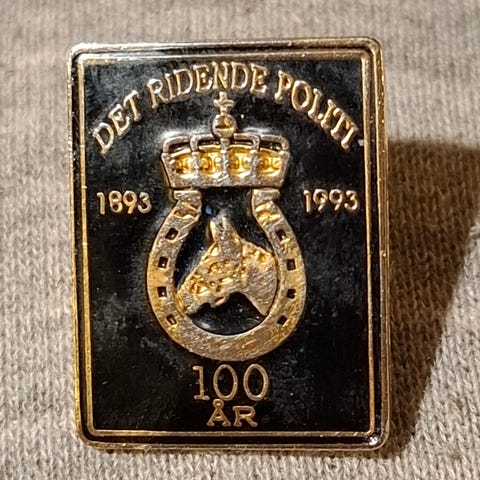 DET RIDENDE POLITI
1893 1993
100
ÅR